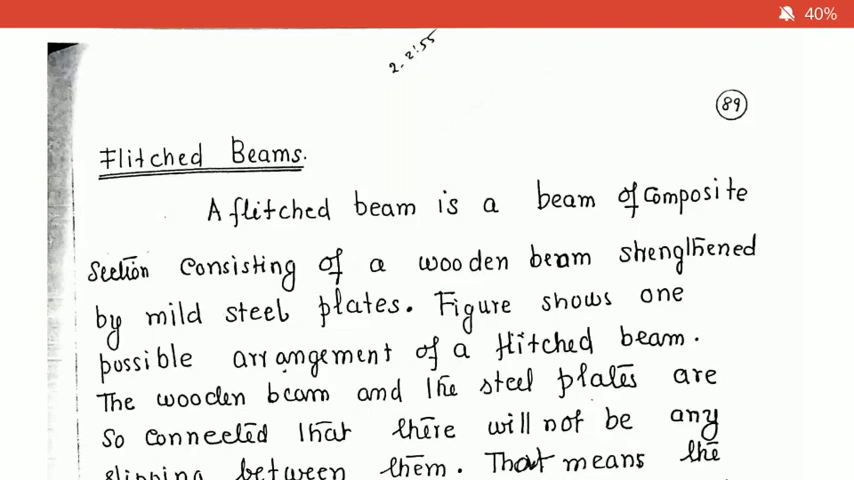 40%
2-2:55
89
Flitched Beams.
A flitched beam is a beam of Composite
Section Consisting of a wooden beam strengthened
by mild steel plates. Figure shows one
possible arrangement of a flitched beam.
The wooden beam and the steel plates are
So Connected that there will not be any
slipping between them. That means the